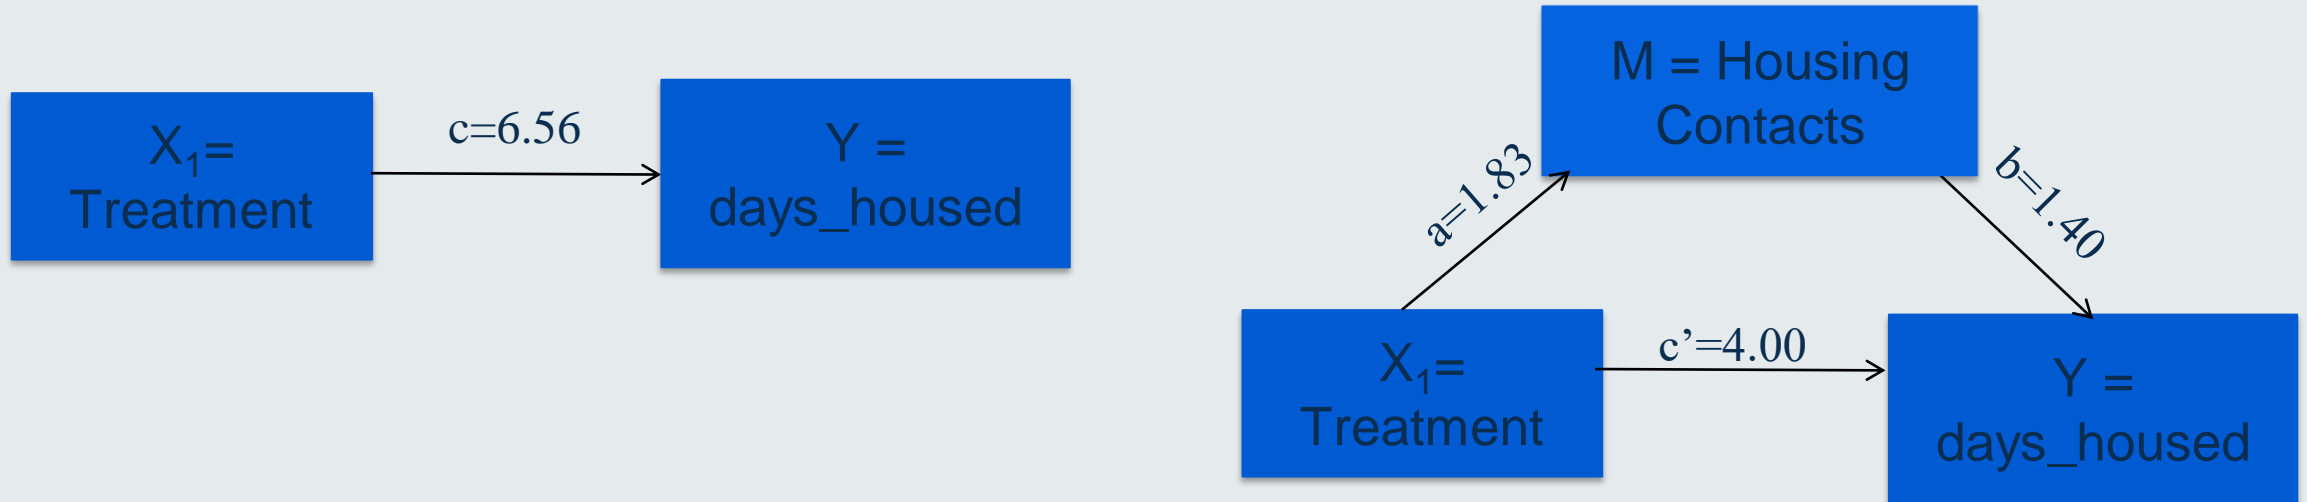 X₁=
Treatment
c=6.56
Y =
days_housed
M = Housing
Contacts
a=1.83
b=1.40
X₁=
Treatment
c’=4.00
Y =
days_housed